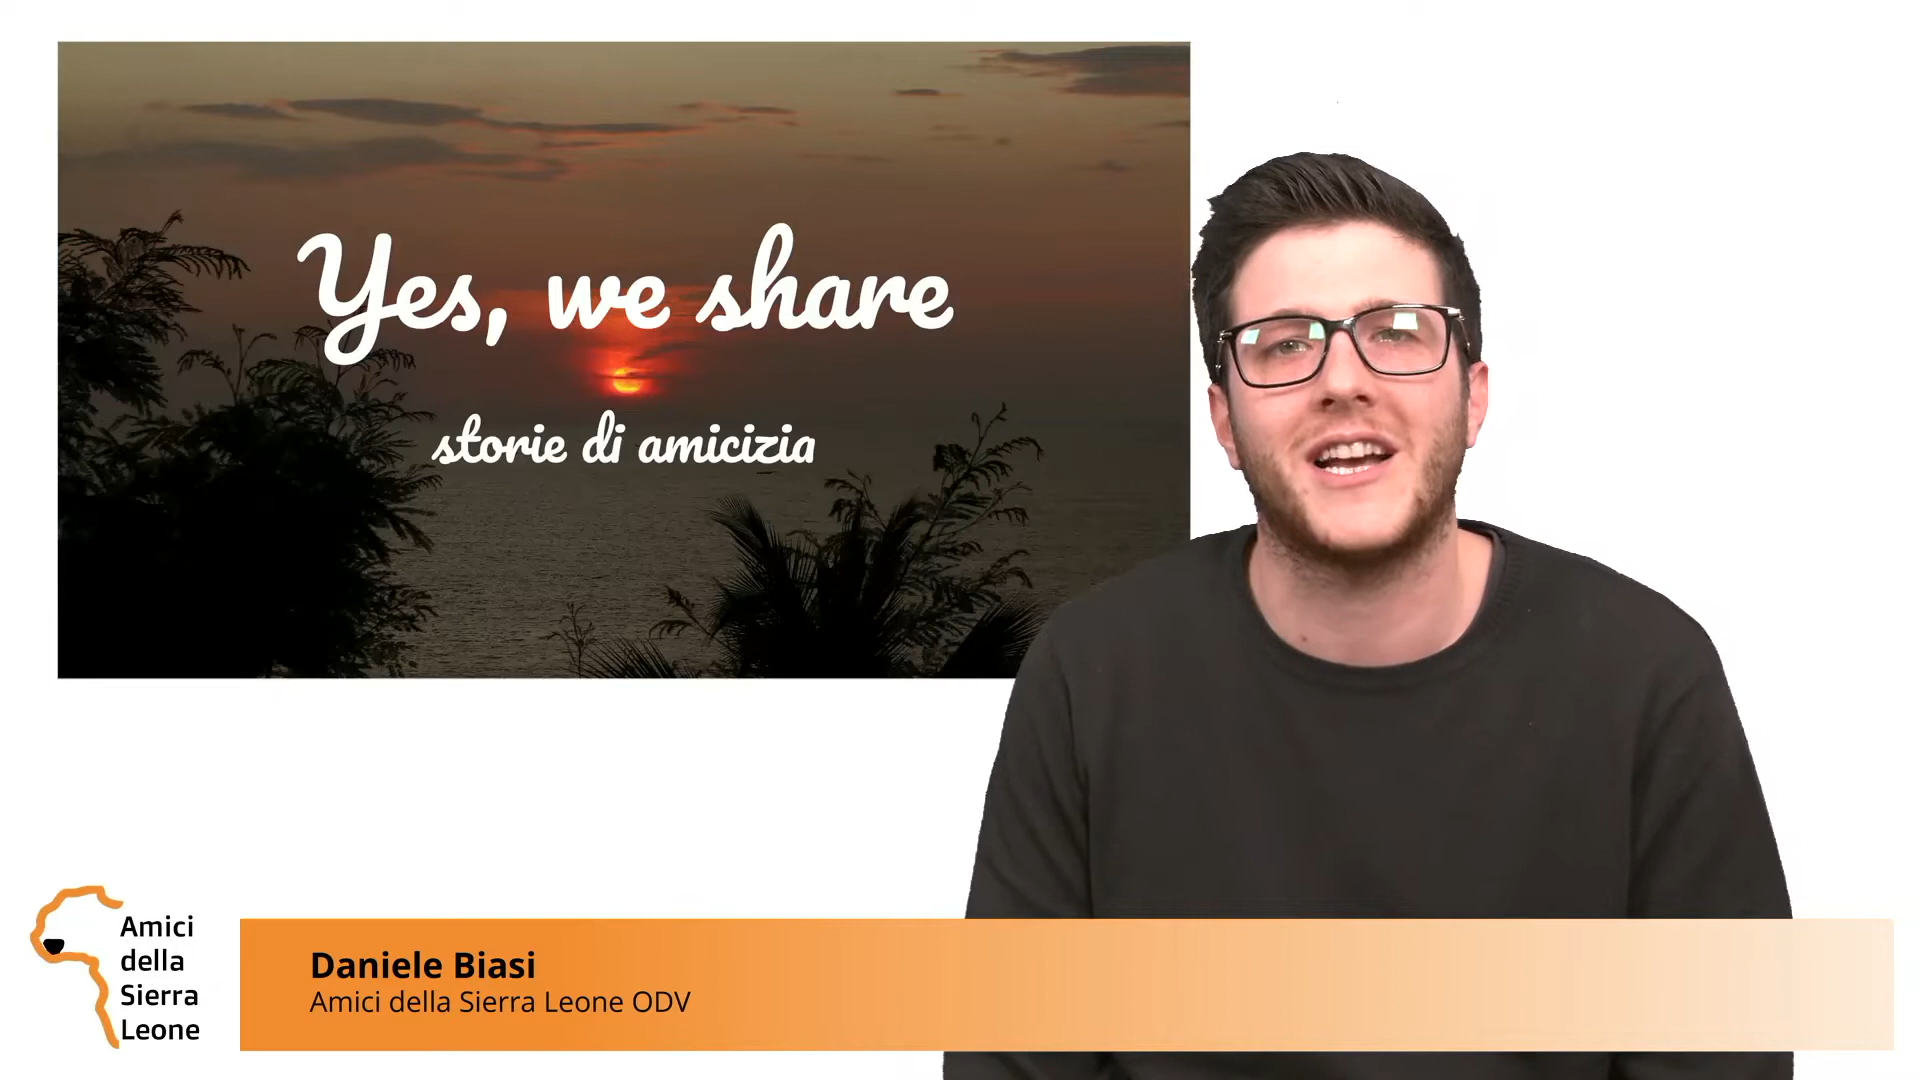 Yes, we share
storie di amicizia
Amici
della
Sierra
Leone
Daniele Biasi
Amici della Sierra Leone ODV